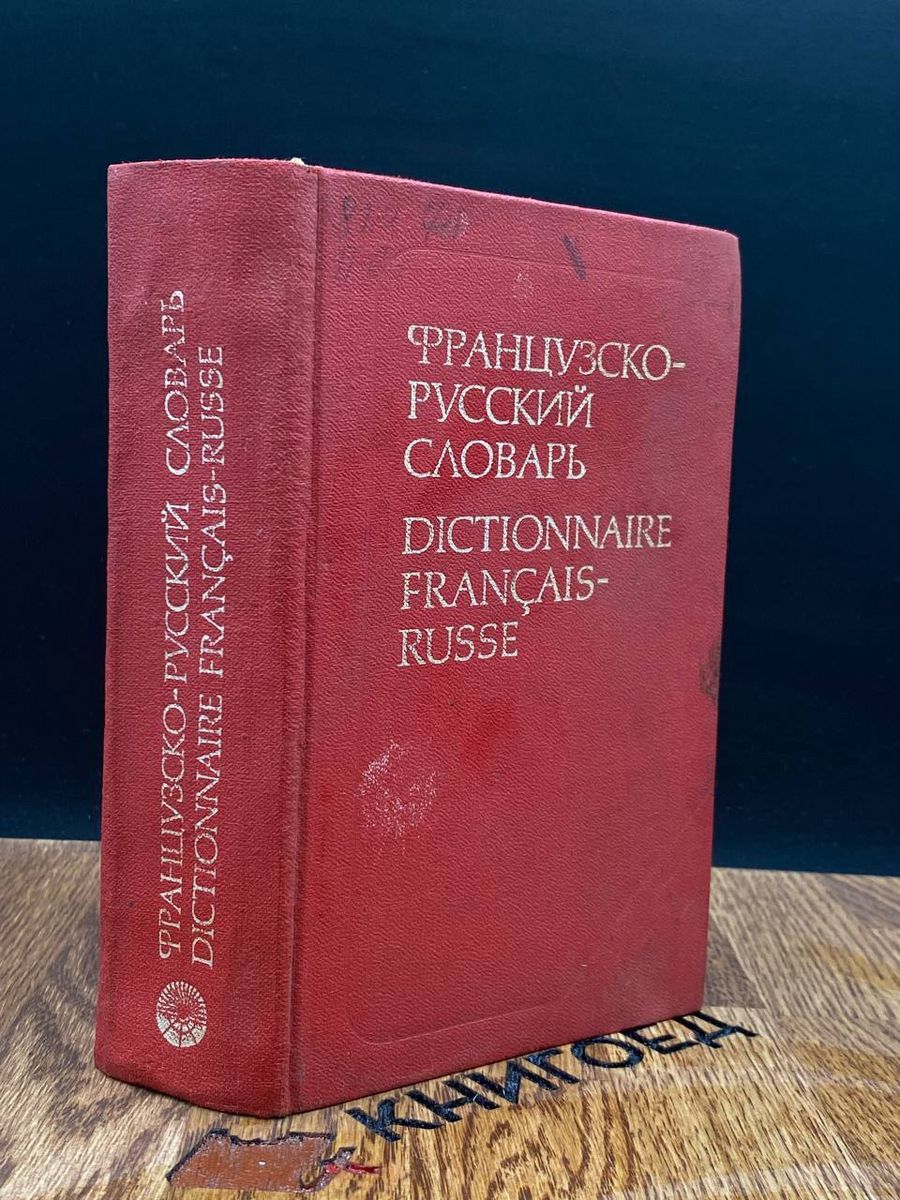 ФРАНЦУЗСКО-РУССКИЙ СЛОВАРЬ
DICTIONNAIRE FRANÇAIS-RUSSE
ФРАНЦУЗСКО-
РУССКИЙ
СЛОВАРЬ
DICTIONNAIRE
FRANÇAIS-
RUSSE
КНИГОЕД